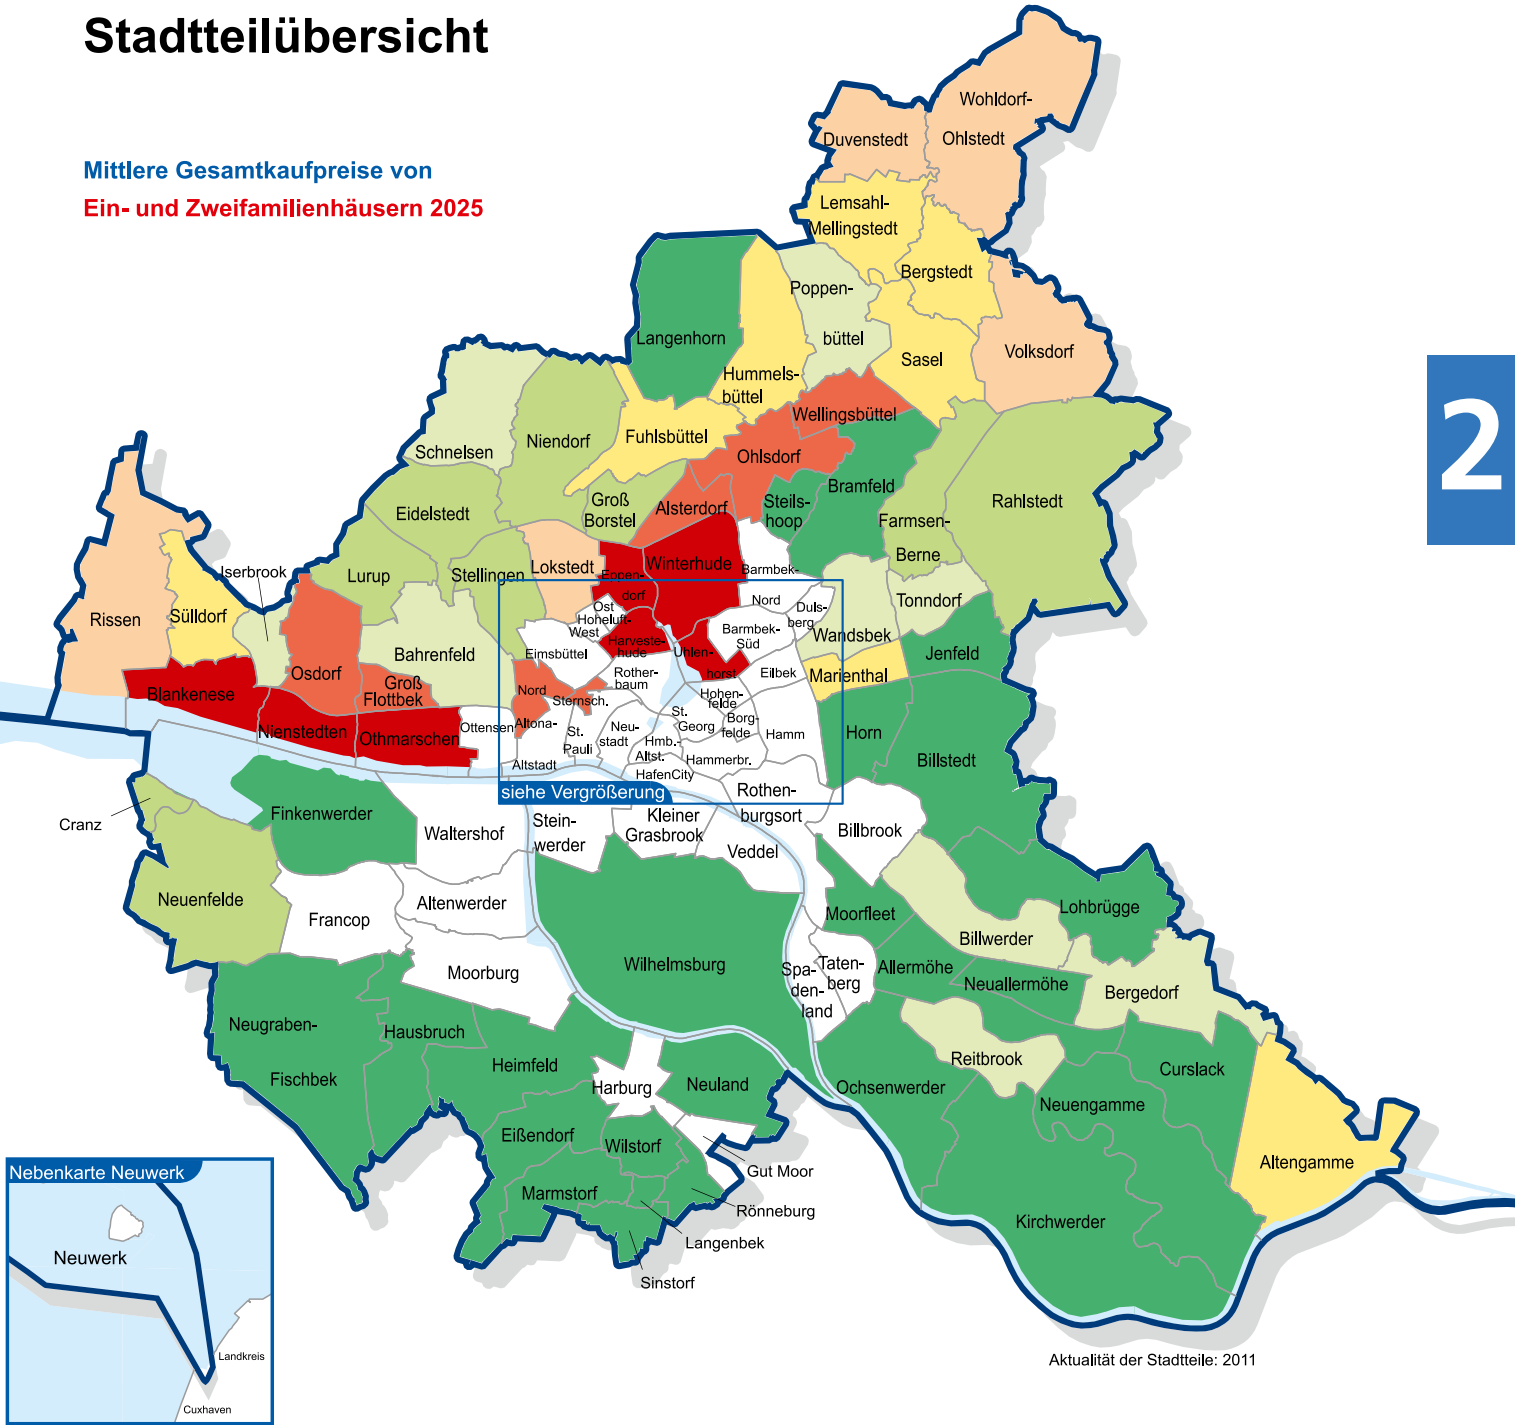 Stadtteilübersicht
Mittlere Gesamtkaufpreise von
Ein- und Zweifamilienhäusern 2025
2
Wohldorf-
Ohlstedt
Duvenstedt
Lemsahl-
Mellingstedt
Bergstedt
Poppen-
büttel
Langenhorn
Hummels-
büttel
Sasel
Volksdorf
Wellingsbüttel
Schnelsen
Niendorf
Fuhlsbüttel
Ohlsdorf
Bramfeld
Rahlstedt
Eidelstedt
Groß
Borstel
Alsterdorf
Steils-
hoop
Farmsen-
Berne
Iserbrook
Lurup
Stellingen
Lokstedt
Eppen-
dorf
Winterhude
Barmbek-
Nord
Tonndorf
Rissen
Sülldorf
Ost
Hoheluft-
West
Duls-
berg
Wandsbek
Barmbek-
Süd
Bahrenfeld
Eimsbüttel
Harveste-
hude
Uhlen-
horst
Jenfeld
Osdorf
Groß
Flottbek
Rother-
baum
Eilbek
Marienthal
Blankenese
Nord
Sternsch.
Hohen-
felde
Nienstedten
Othmarschen
Ottensen
Altona-
Altstadt
St.
Pauli
Neu-
stadt
St.
Georg
Borg-
felde
Hamm
Horn
Billstedt
Hmb.-
Altst.
Hammerbr.
HafenCity
siehe Vergrößerung
Rothen-
burgsort
Cranz
Finkenwerder
Waltershof
Stein-
werder
Kleiner
Grasbrook
Veddel
Billbrook
Neuenfelde
Francop
Altenwerder
Moorfleet
Lohbrügge
Billwerder
Moorburg
Wilhelmsburg
Spa-
den-
land
Taten-
berg
Allermöhe
Neuallermöhe
Bergedorf
Neugraben-
Fischbek
Hausbruch
Heimfeld
Harburg
Neuland
Reitbrook
Curslack
Ochsenwerder
Neuengamme
Eißendorf
Wilstorf
Gut Moor
Altengamme
Marmstorf
Rönneburg
Kirchwerder
Langenbek
Sinstorf
Nebenkarte Neuwerk
Neuwerk
Landkreis
Cuxhaven
Aktualität der Stadtteile: 2011